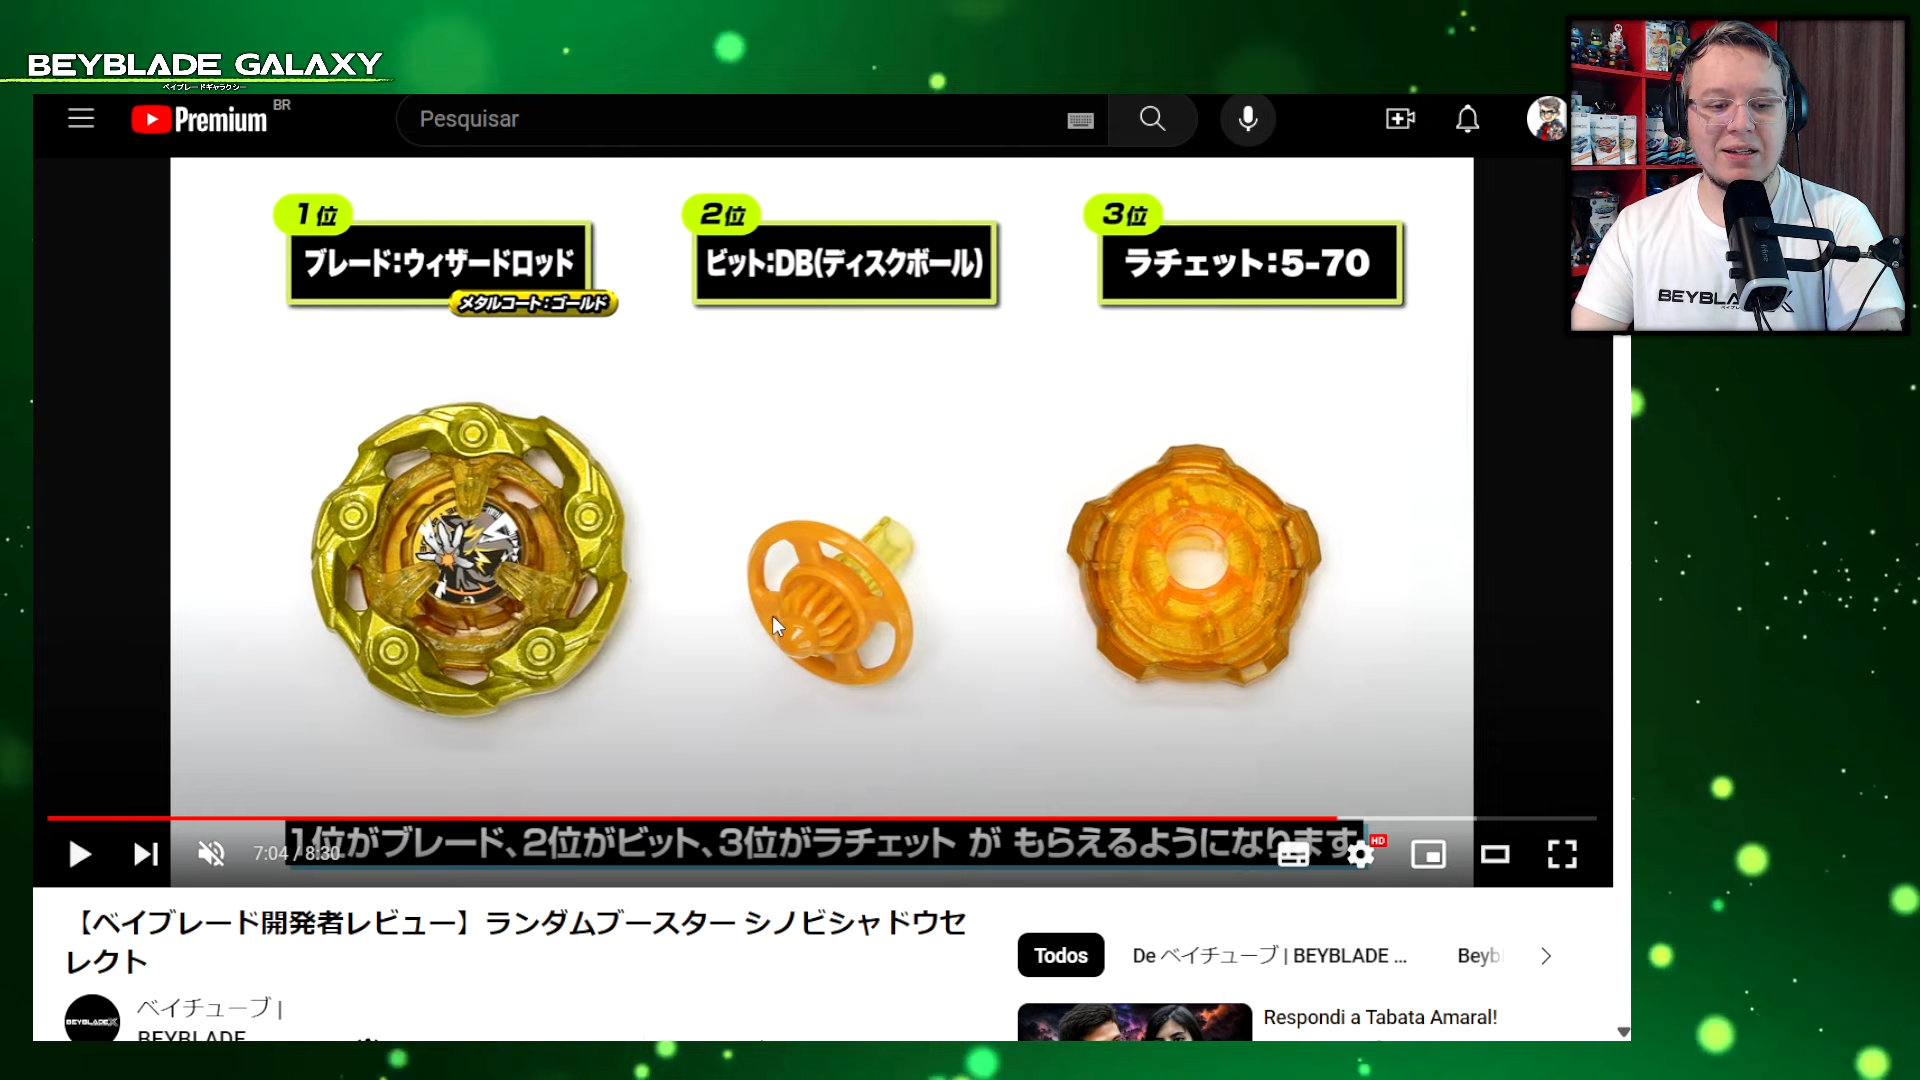 BEYBLADE GALAXY
ベイブレードギャラクシー
Premium BR
Pesquisar
1位
ブレード:ウィザードロッド
メタルコート:ゴールド
2位
ビット:DB(ディスクボール)
3位
ラチェット:5-70
BEYBLA X
1位がブレード、2位がビット、3位がラチェット が もらえるようになります
7:04 / 8:30
HD
【ベイブレード開発者レビュー】ランダムブースター シノビシャドウセ
レクト
ベイチューブ |
BEYBLADE
BEYBLADE X
Todos
De ベイチューブ | BEYBLADE ...
Beyb
Respondi a Tabata Amaral!